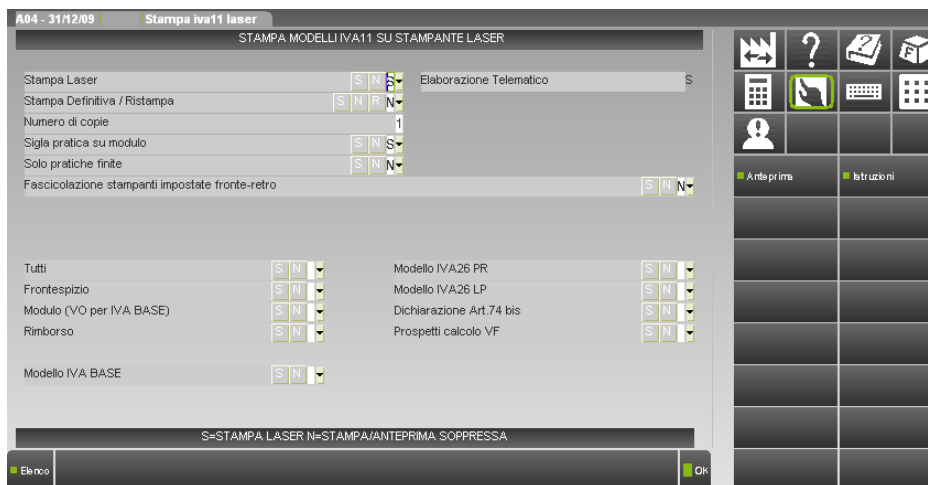 A04 - 31/12/09 Stampa iva11 laser
STAMPA MODELLI IVA11 SU STAMPANTE LASER
Stampa Laser S N S Elaborazione Telematico S
Stampa Definitiva / Ristampa S N R N
Numero di copie 1
Sigla pratica su modulo S N S
Solo pratiche finite S N N
Fascicolazione stampanti impostate fronte-retro S N N
Tutti S N Modello IVA26 PR S N
Frontespizio S N Modello IVA26 LP S N
Modulo (VO per IVA BASE) S N Dichiarazione Art.74 bis S N
Rimborso S N Prospetti calcolo VF S N
Modello IVA BASE S N
S=STAMPA LASER N=STAMPA/ANTEPRIMA SOPPRESSA
Elenco Ok
? ? F
Anteprima Istruzioni